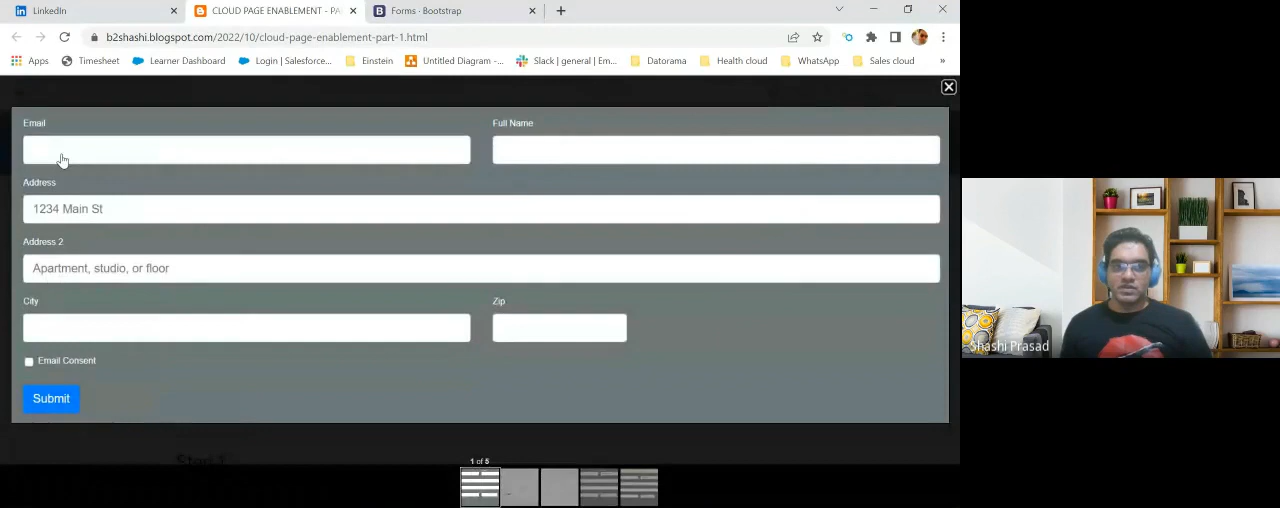 LinkedIn
CLOUD PAGE ENABLEMENT - PA
Forms · Bootstrap
b2shashi.blogspot.com/2022/10/cloud-page-enablement-part-1.html
Apps
Timesheet
Learner Dashboard
Login | Salesforce...
Einstein
Untitled Diagram -...
Slack | general | Em...
Datorama
Health cloud
WhatsApp
Sales cloud
»
Email
Full Name
Address
1234 Main St
Address 2
Apartment, studio, or floor
City
Zip
Email Consent
Submit
1 of 5
Shashi Prasad